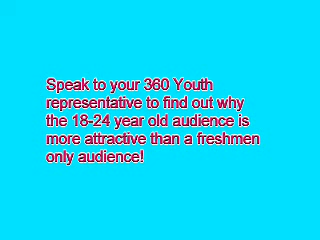 Speak to your 360 Youth
representative to find out why
the 18-24 year old audience is
more attractive than a freshmen
only audience!